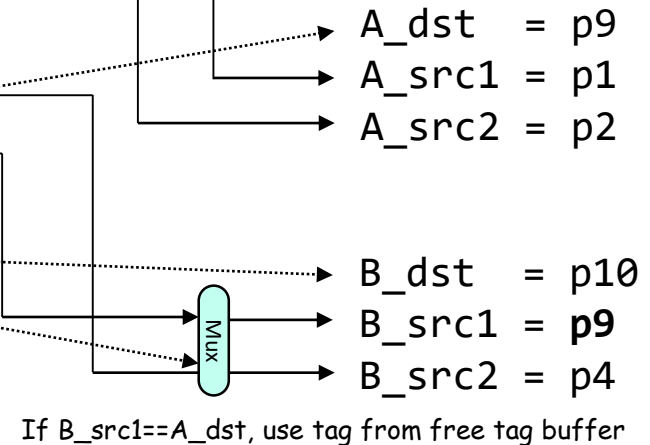 A_dst = p9
A_src1 = p1
A_src2 = p2
B_dst = p10
Mux
B_src1 = p9
B_src2 = p4
If B_src1==A_dst, use tag from free tag buffer